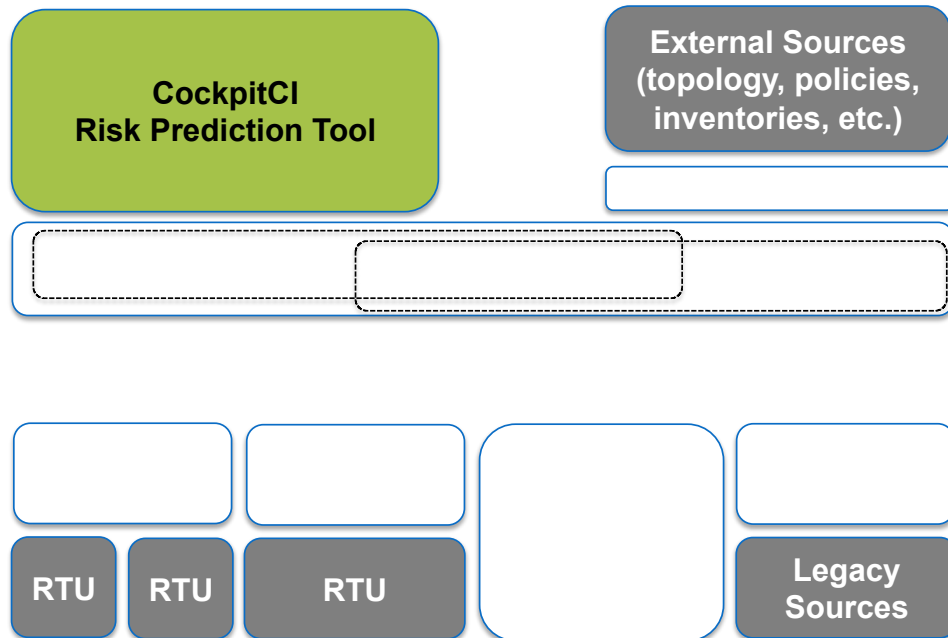 CockpitCI
Risk Prediction Tool
External Sources
(topology, policies,
inventories, etc.)
RTU
RTU
RTU
Legacy
Sources